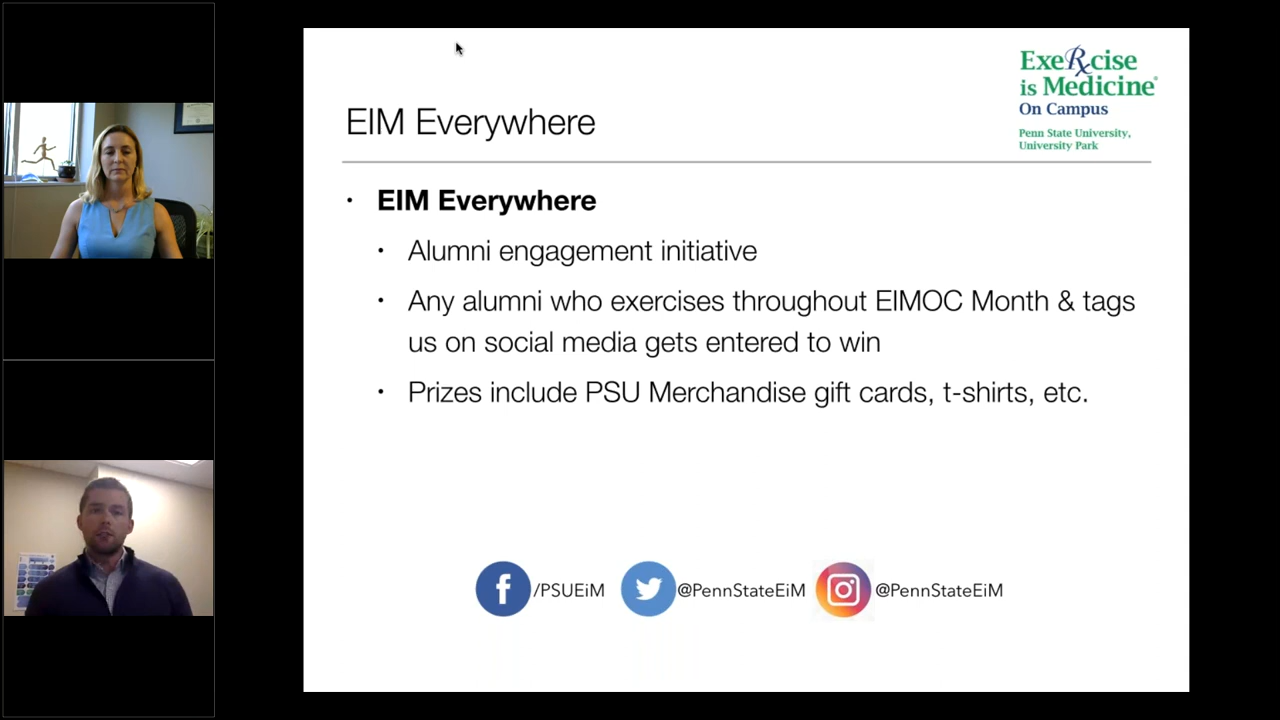 ExeRxcise
is Medicine®
On Campus
Penn State University,
University Park
EIM Everywhere
• EIM Everywhere
• Alumni engagement initiative
• Any alumni who exercises throughout EIMOC Month & tags
us on social media gets entered to win
• Prizes include PSU Merchandise gift cards, t-shirts, etc.
/PSUEiM @PennStateEiM @PennStateEiM